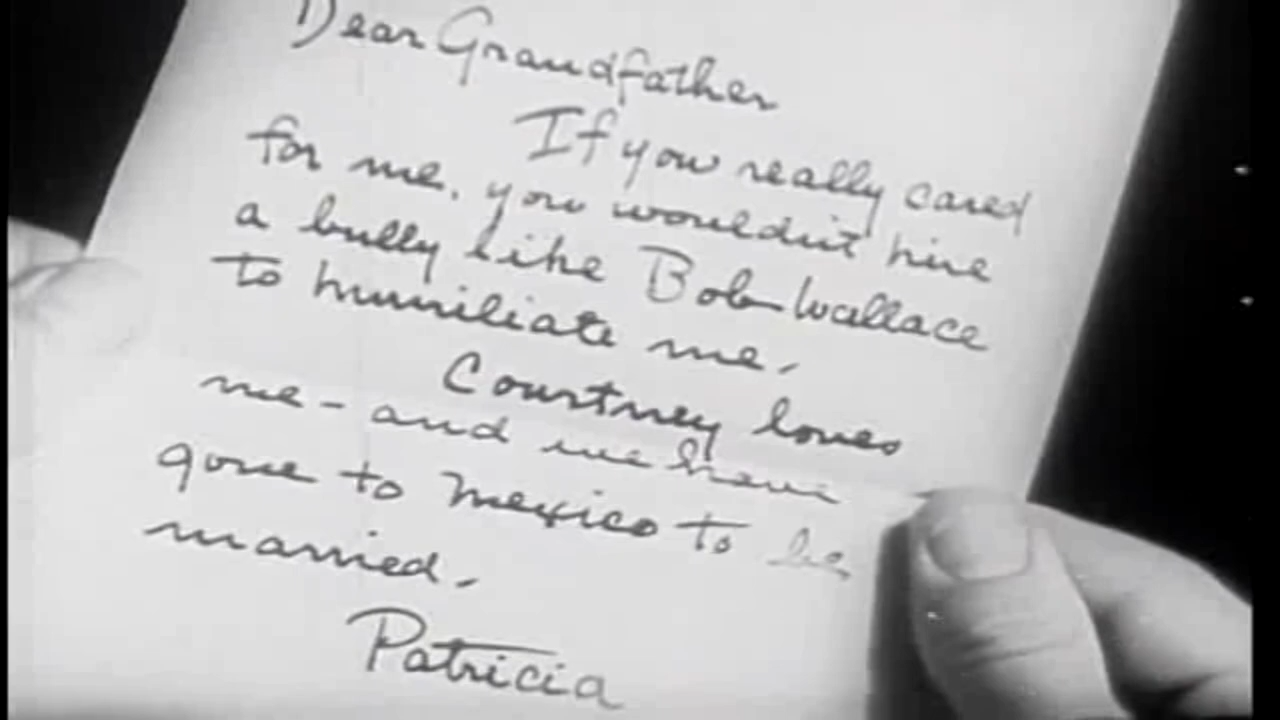 Dear Grandfather
If you really cared
for me, you wouldn't hire
a bully like Bob Wallace
to humiliate me.
Courtney loves
me - and we have
gone to Mexico to be
married.
Patricia